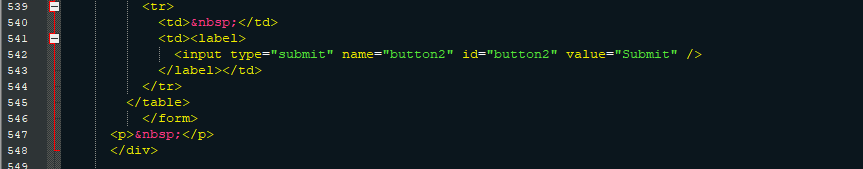 539 <tr>
540 <td>&nbsp;</td>
541 <td><label>
542 <input type="submit" name="button2" id="button2" value="Submit" />
543 </label></td>
544 </tr>
545 </table>
546 </form>
547 <p>&nbsp;</p>
548 </div>
549